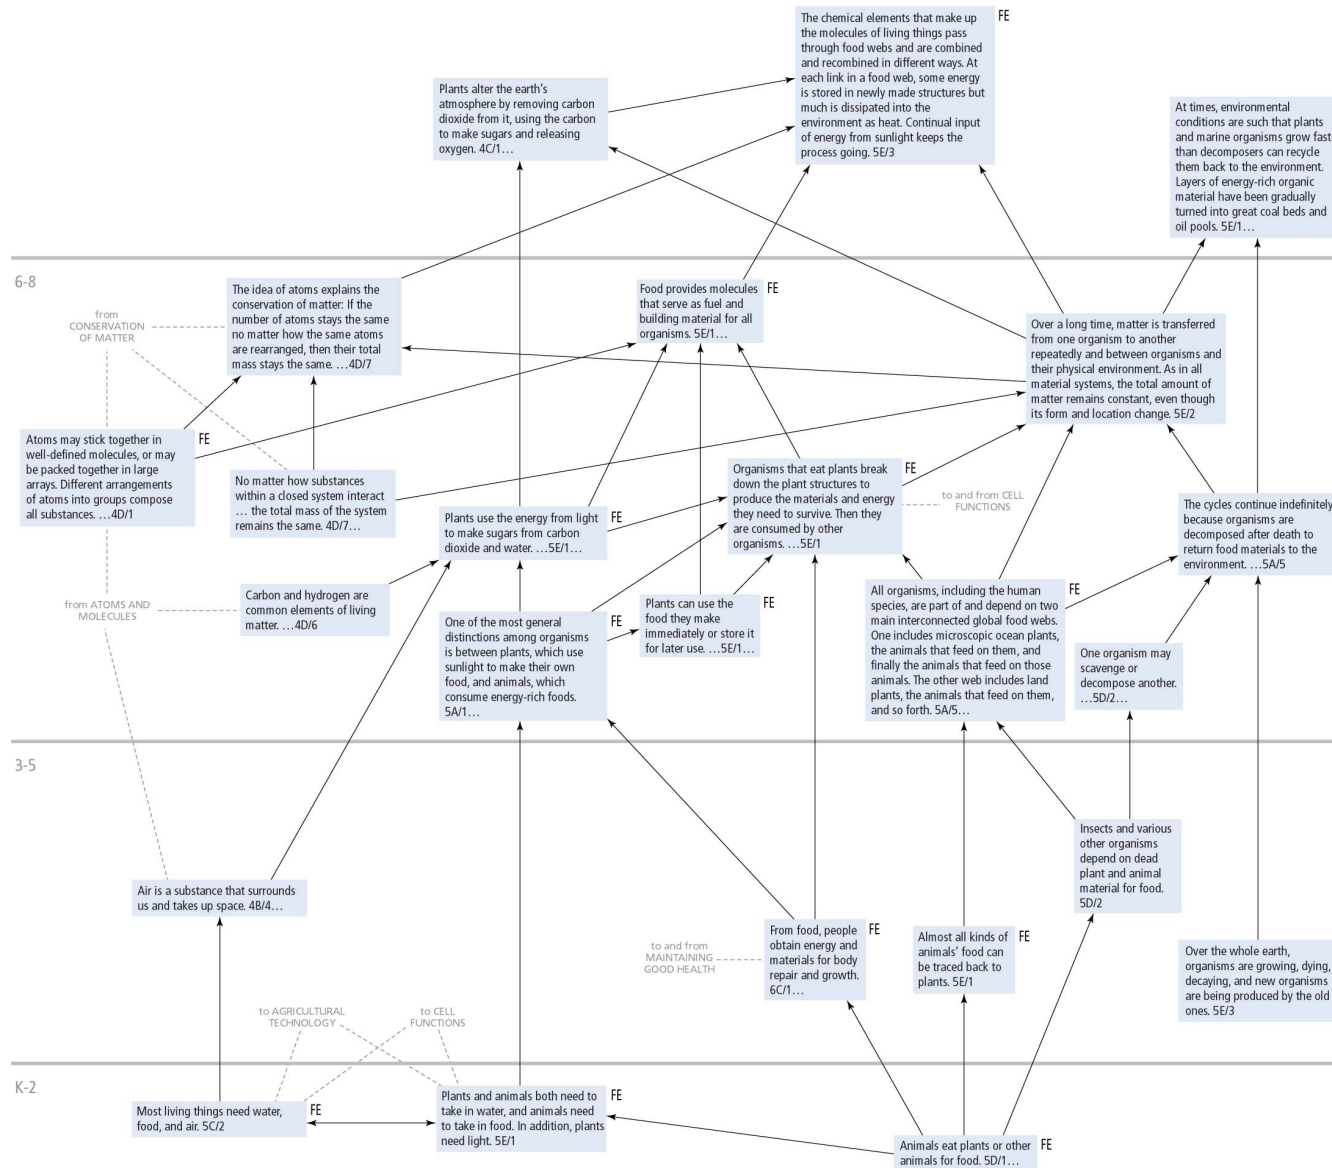 The chemical elements that make up
the molecules of living things pass
through food webs and are combined
and recombined in different ways. At
each link in a food web, some energy
is stored in newly made structures but
much is dissipated into the
environment as heat. Continual input
of energy from sunlight keeps the
process going. 5E/3
FE
Plants alter the earth's
atmosphere by removing carbon
dioxide from it, using the carbon
to make sugars and releasing
oxygen. 4C/1…
At times, environmental
conditions are such that plants
and marine organisms grow fast
than decomposers can recycle
them back to the environment.
Layers of energy-rich organic
material have been gradually
turned into great coal beds and
oil pools. 5E/1…
6-8
from
CONSERVATION
OF MATTER
The idea of atoms explains the
conservation of matter: If the
number of atoms stays the same
no matter how the same atoms
are rearranged, then their total
mass stays the same. …4D/7
Food provides molecules
that serve as fuel and
building material for all
organisms. 5E/1…
FE
Over a long time, matter is transferred
from one organism to another
repeatedly and between organisms and
their physical environment. As in all
material systems, the total amount of
matter remains constant, even though
its form and location change. 5E/2
Atoms may stick together in
well-defined molecules, or may
be packed together in large
arrays. Different arrangements
of atoms into groups compose
all substances. …4D/1
FE
No matter how substances
within a closed system interact
… the total mass of the system
remains the same. 4D/7…
Organisms that eat plants break
down the plant structures to
produce the materials and energy
they need to survive. Then they
are consumed by other
organisms. …5E/1
FE
to and from CELL
FUNCTIONS
The cycles continue indefinitely
because organisms are
decomposed after death to
return food materials to the
environment. …5A/5
Plants use the energy from light
to make sugars from carbon
dioxide and water. …5E/1…
FE
from ATOMS AND
MOLECULES
Carbon and hydrogen are
common elements of living
matter. …4D/6
One of the most general
distinctions among organisms
is between plants, which use
sunlight to make their own
food, and animals, which
consume energy-rich foods.
5A/1…
FE
Plants can use the
food they make
immediately or store it
for later use. …5E/1…
FE
All organisms, including the human
species, are part of and depend on two
main interconnected global food webs.
One includes microscopic ocean plants,
the animals that feed on them, and
finally the animals that feed on those
animals. The other web includes land
plants, the animals that feed on them,
and so forth. 5A/5…
FE
One organism may
scavenge or
decompose another.
…5D/2…
3-5
Insects and various
other organisms
depend on dead
plant and animal
material for food.
5D/2
Air is a substance that surrounds
us and takes up space. 4B/4…
to and from
MAINTAINING
GOOD HEALTH
From food, people
obtain energy and
materials for body
repair and growth.
6C/1…
FE
Almost all kinds of
animals' food can
be traced back to
plants. 5E/1
FE
Over the whole earth,
organisms are growing, dying,
decaying, and new organisms
are being produced by the old
ones. 5E/3
to AGRICULTURAL
TECHNOLOGY
to CELL
FUNCTIONS
K-2
Most living things need water,
food, and air. 5C/2
FE
Plants and animals both need to
take in water, and animals need
to take in food. In addition, plants
need light. 5E/1
FE
Animals eat plants or other
animals for food. 5D/1…
FE